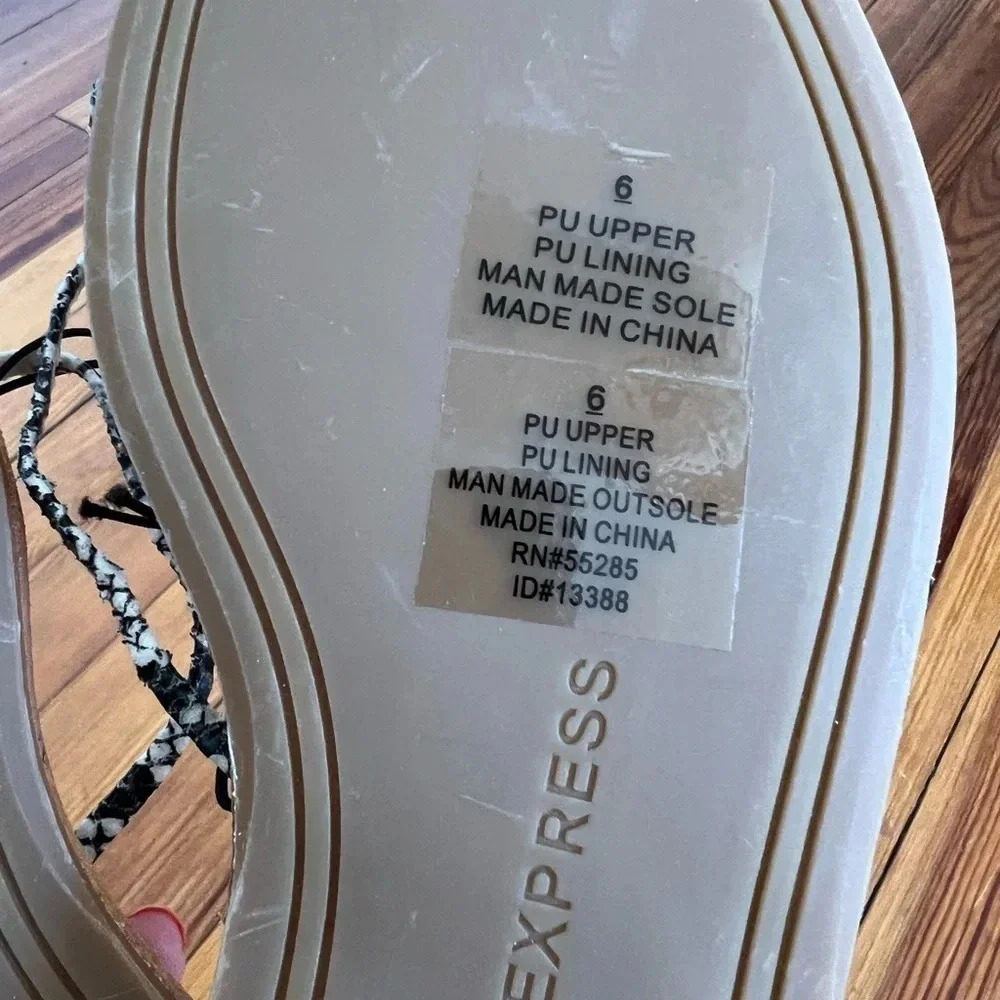 6
PU UPPER
PU LINING
MAN MADE SOLE
MADE IN CHINA
6
PU UPPER
PU LINING
MAN MADE OUTSOLE
MADE IN CHINA
RN#55285
ID#13388
EXPRESS